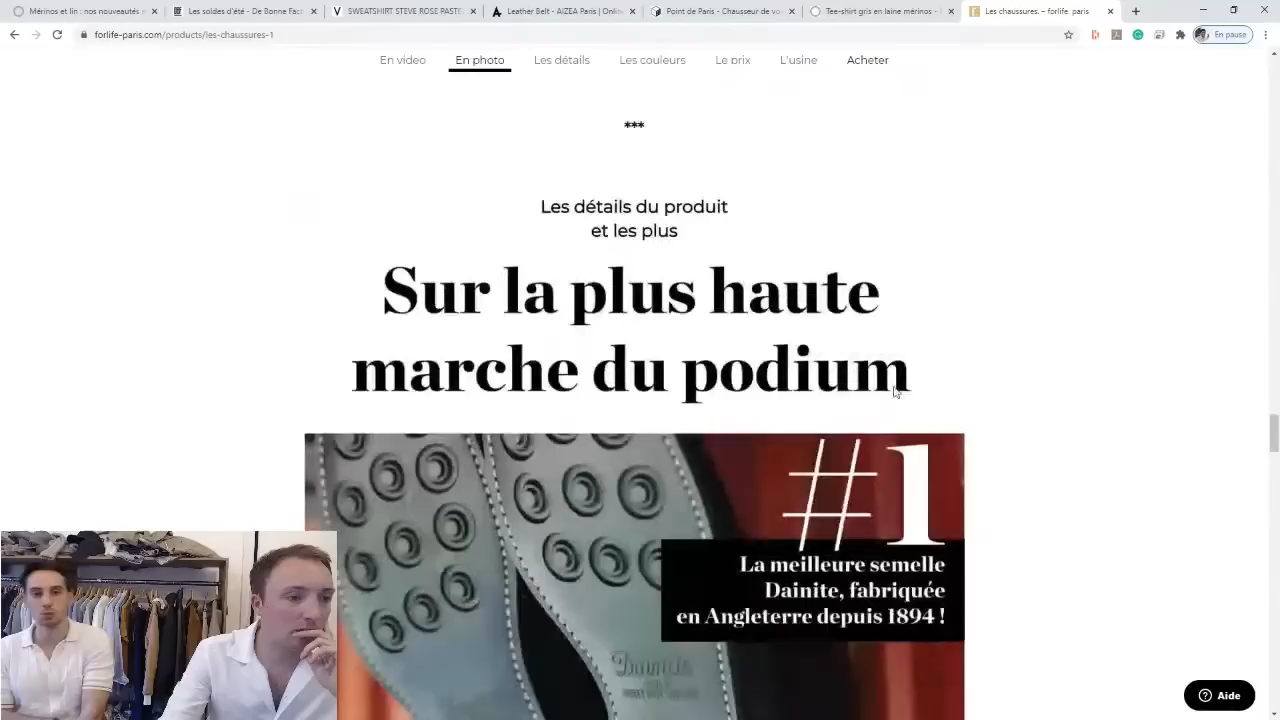 Mérinos et lin : nos nouveautés é
Les soldes d'été - De Bonne Fac
SWEATSHIRT STEVE ROSE PASTE
Leather Belt - AIZEA Paris | Onlin
Point de Paris - Chausseur de vo
Tee-shirt gris en laine mérinos -
Les chaussures. – forlife paris
forlife-paris.com/products/les-chaussures-1
En pause
En video
En photo
Les détails
Les couleurs
Le prix
L'usine
Acheter
***
Les détails du produit
et les plus
Sur la plus haute
marche du podium
#1
La meilleure semelle
Dainite, fabriquée
en Angleterre depuis 1894 !
Aide